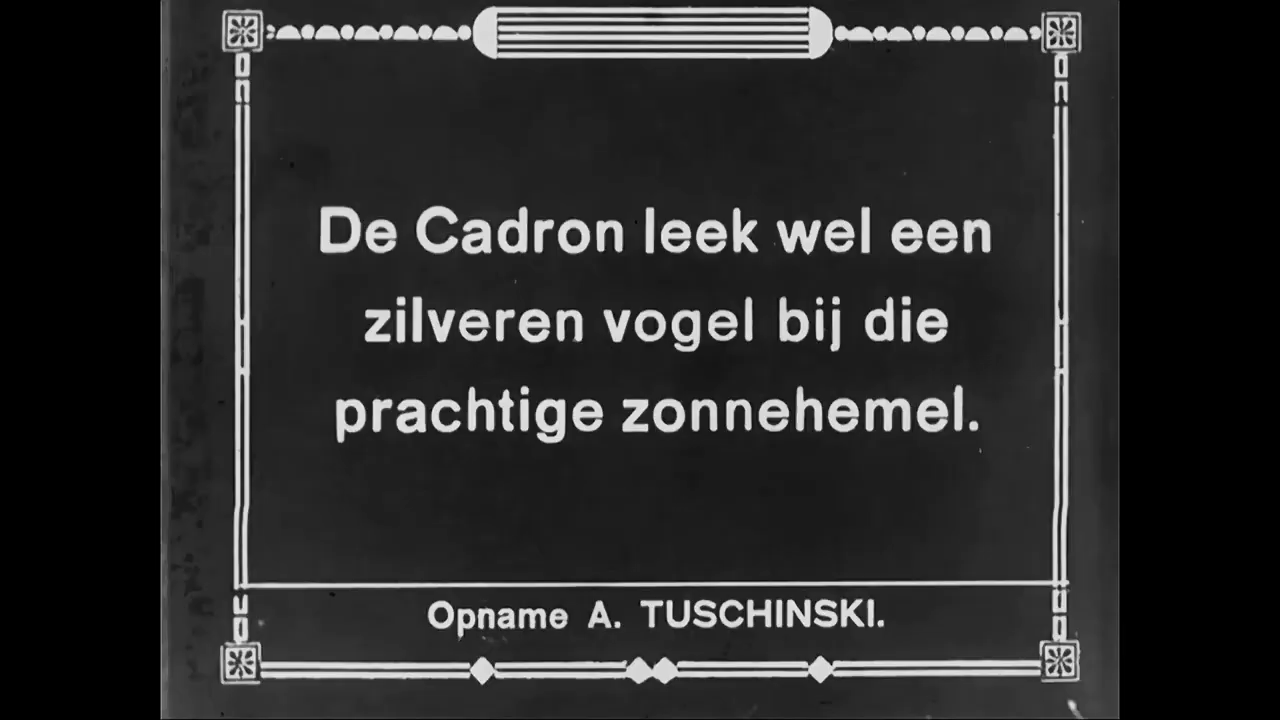 De Cadron leek wel een
zilveren vogel bij die
prachtige zonnehemel.
Opname A. TUSCHINSKI.